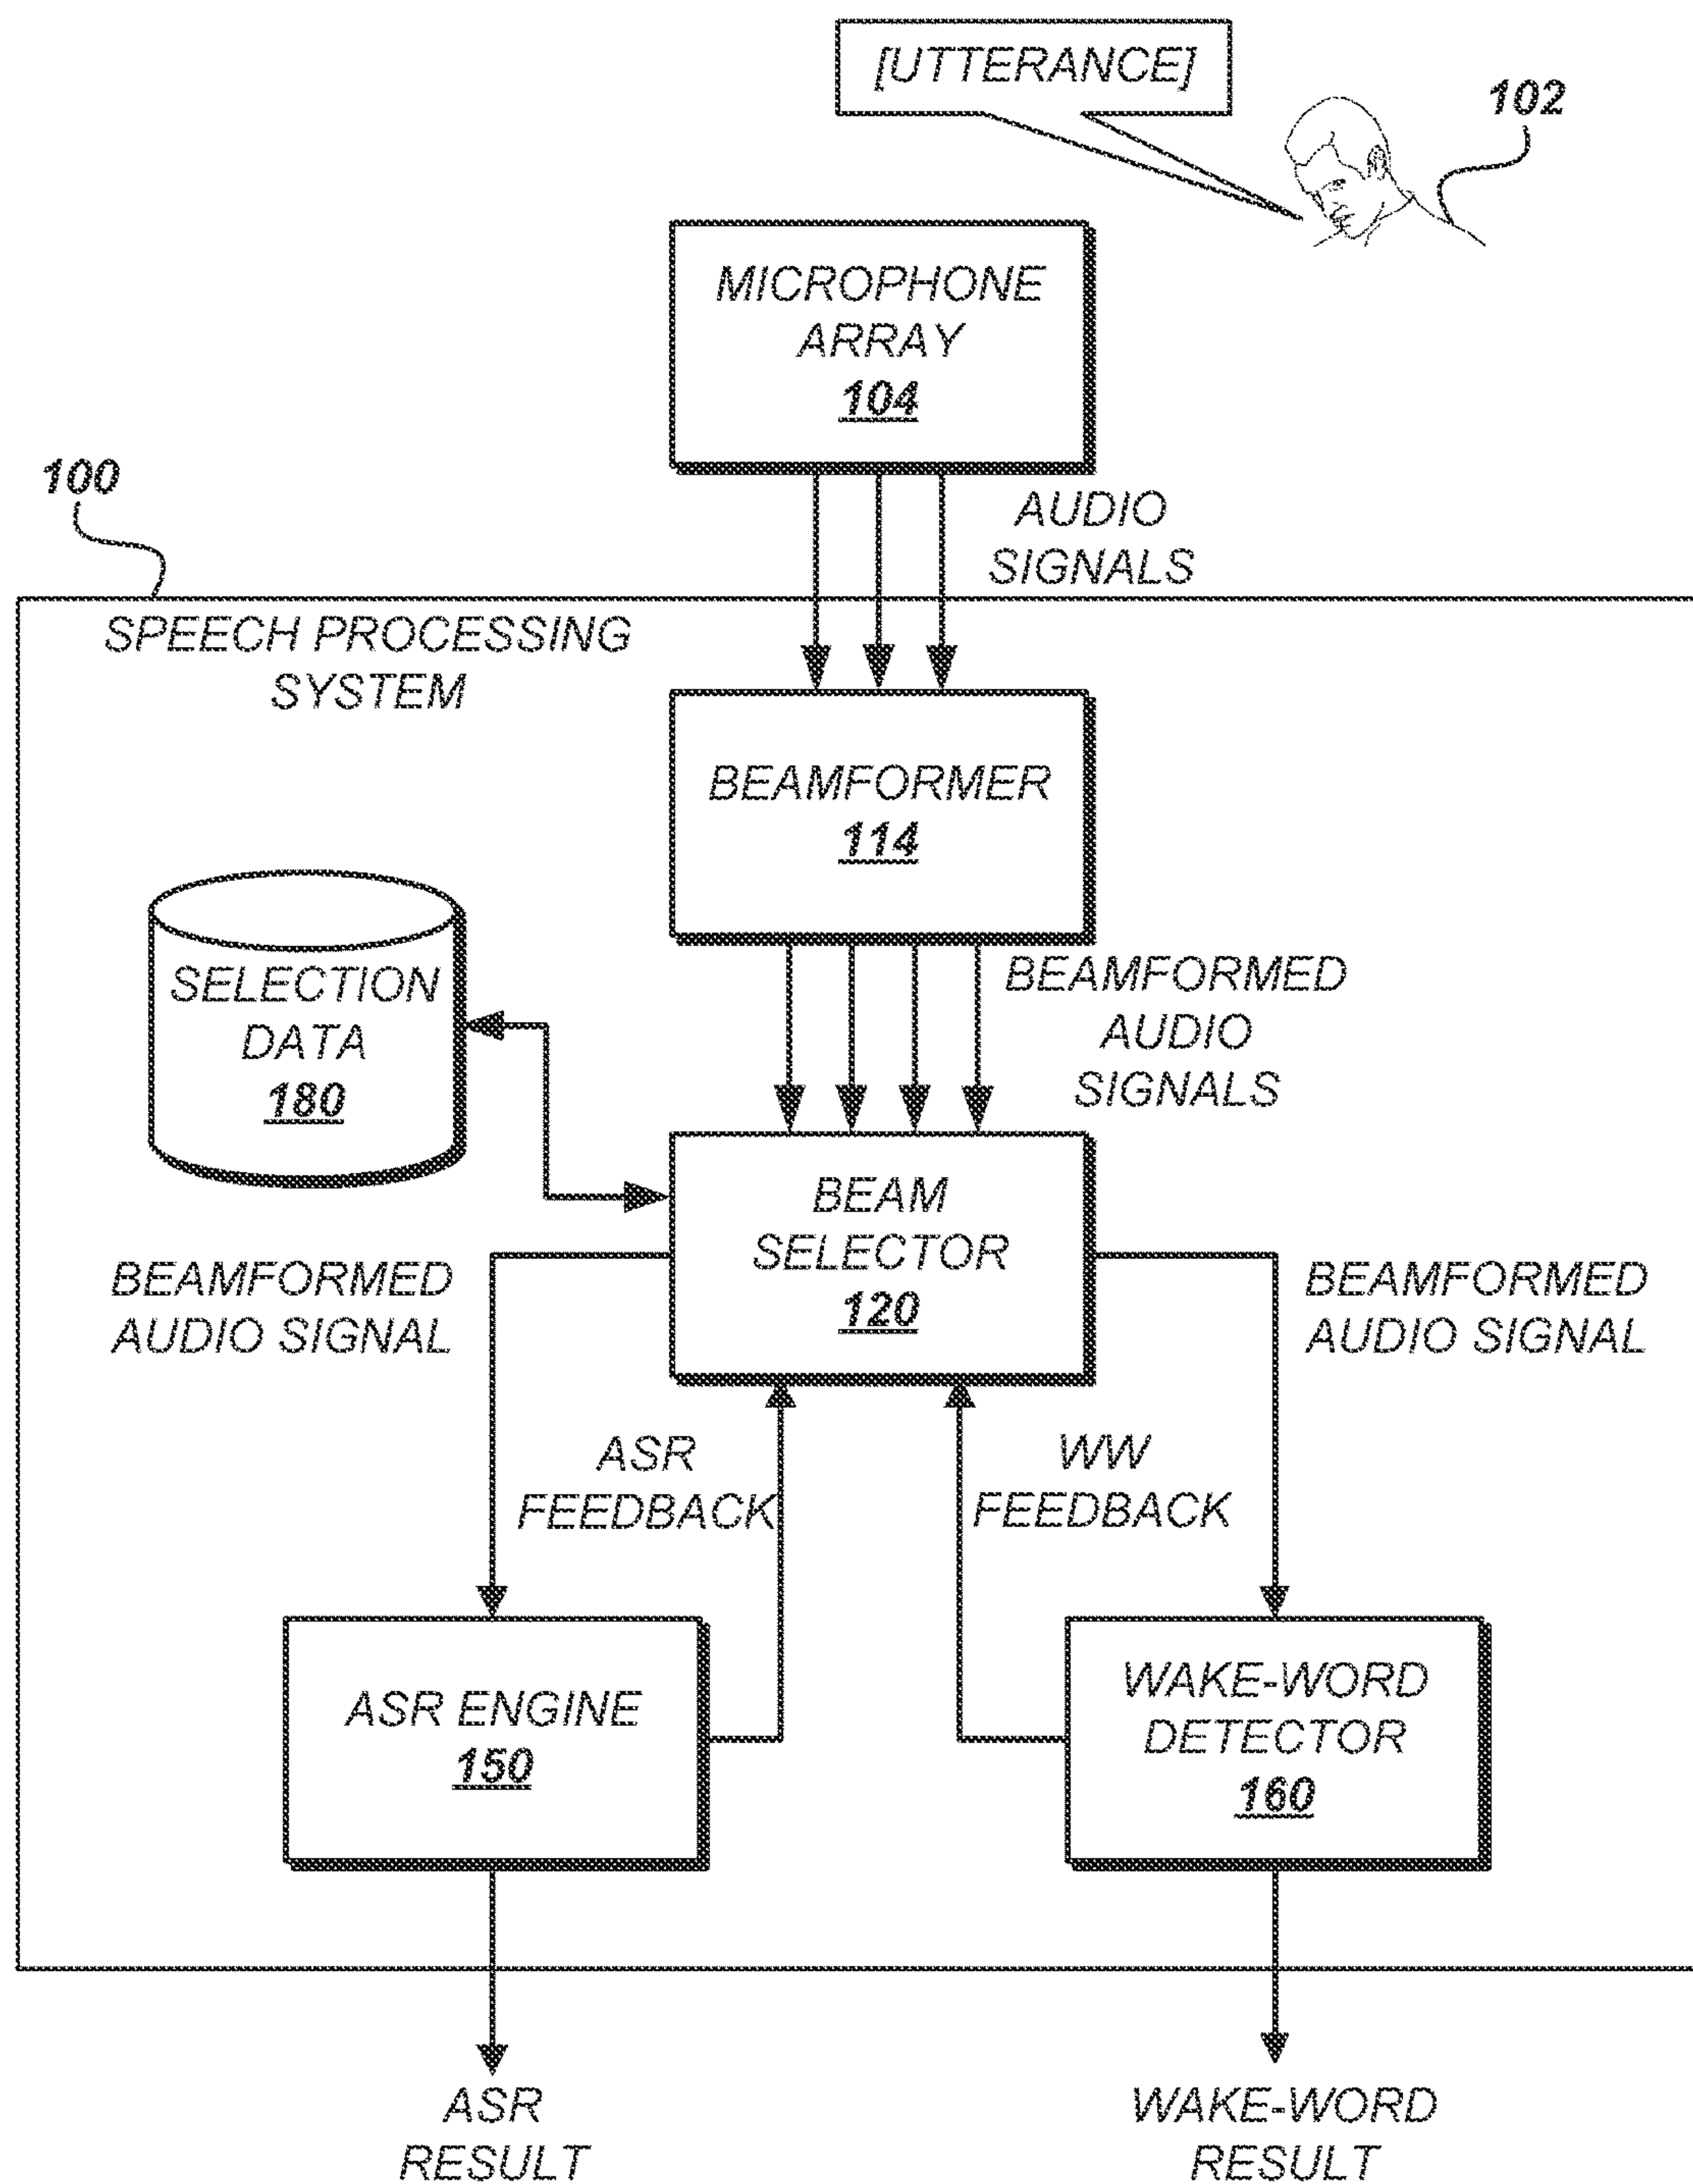 [UTTERANCE]
102
MICROPHONE
ARRAY
104
100
AUDIO
SIGNALS
SPEECH PROCESSING
SYSTEM
BEAMFORMER
114
SELECTION
DATA
180
BEAMFORMED
AUDIO
SIGNALS
BEAM
SELECTOR
120
BEAMFORMED
AUDIO SIGNAL
BEAMFORMED
AUDIO SIGNAL
ASR
FEEDBACK
WW
FEEDBACK
ASR ENGINE
150
WAKE-WORD
DETECTOR
160
ASR
RESULT
WAKE-WORD
RESULT